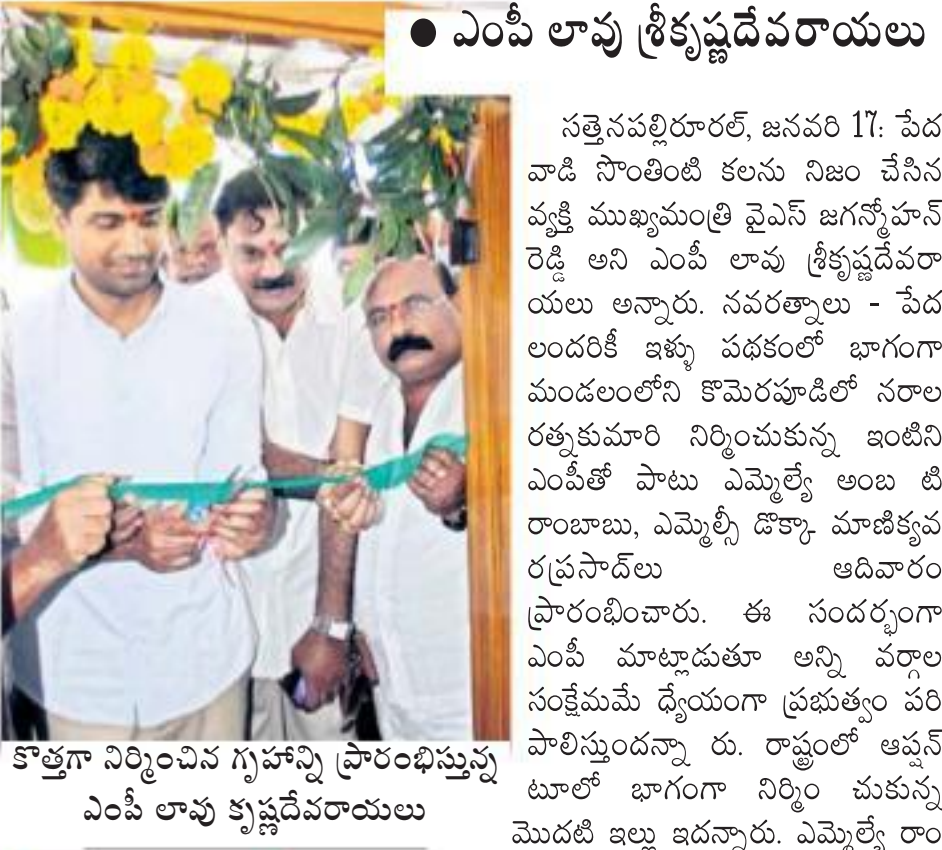 ● ఎంపీ లావు శ్రీకృష్ణదేవరాయలు
సత్తెనపల్లిరూరల్, జనవరి 17: పేద
వాడి సొంతింటి కలను నిజం చేసిన
వ్యక్తి ముఖ్యమంత్రి వైఎస్ జగన్మోహన్
రెడ్డి అని ఎంపీ లావు శ్రీకృష్ణదేవరా
యలు అన్నారు. నవరత్నాలు - పేద
లందరికీ ఇళ్ళు పథకంలో భాగంగా
మండలంలోని కొమెరపూడిలో నరాల
రత్నకుమారి నిర్మించుకున్న ఇంటిని
ఎంపీతో పాటు ఎమ్మెల్యే అంబ టి
రాంబాబు, ఎమ్మెల్సీ డొక్కా మాణిక్యవ
రప్రసాద్‌లు ఆదివారం
ప్రారంభించారు. ఈ సందర్భంగా
ఎంపీ మాట్లాడుతూ అన్ని వర్గాల
సంక్షేమమే ధ్యేయంగా ప్రభుత్వం పరి
పాలిస్తుందన్నా రు. రాష్ట్రంలో ఆప్షన్
టూలో భాగంగా నిర్మిం చుకున్న
మొదటి ఇల్లు ఇదన్నారు. ఎమ్మెల్యే రాం
కొత్తగా నిర్మించిన గృహాన్ని ప్రారంభిస్తున్న
ఎంపీ లావు కృష్ణదేవరాయలు